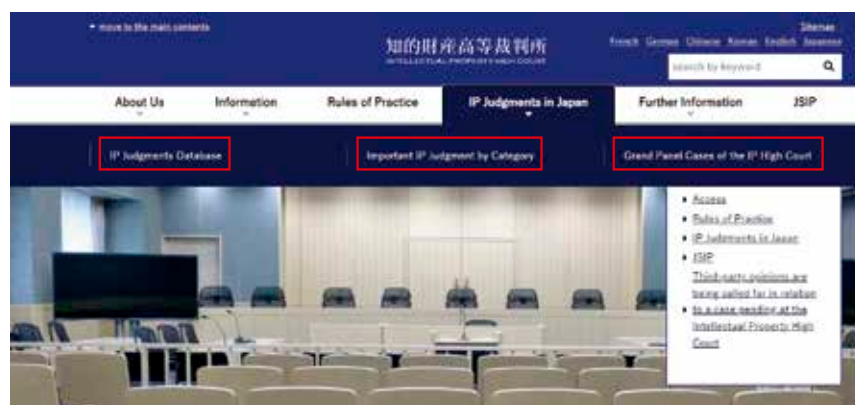 move to the main contents
知的財産高等裁判所
INTELLECTUAL PROPERTY HIGH COURT
Sitemap
French German Chinese Korean English Japanese
search by keyword
About Us
Information
Rules of Practice
IP Judgments in Japan
Further Information
JSIP
IP Judgments Database
Important IP Judgment by Category
Grand Panel Cases of the IP High Court
Access
Rules of Practice
IP Judgments in Japan
JSIP
Third-party opinions are
being called for in relation
to a case pending at the
Intellectual Property High
Court